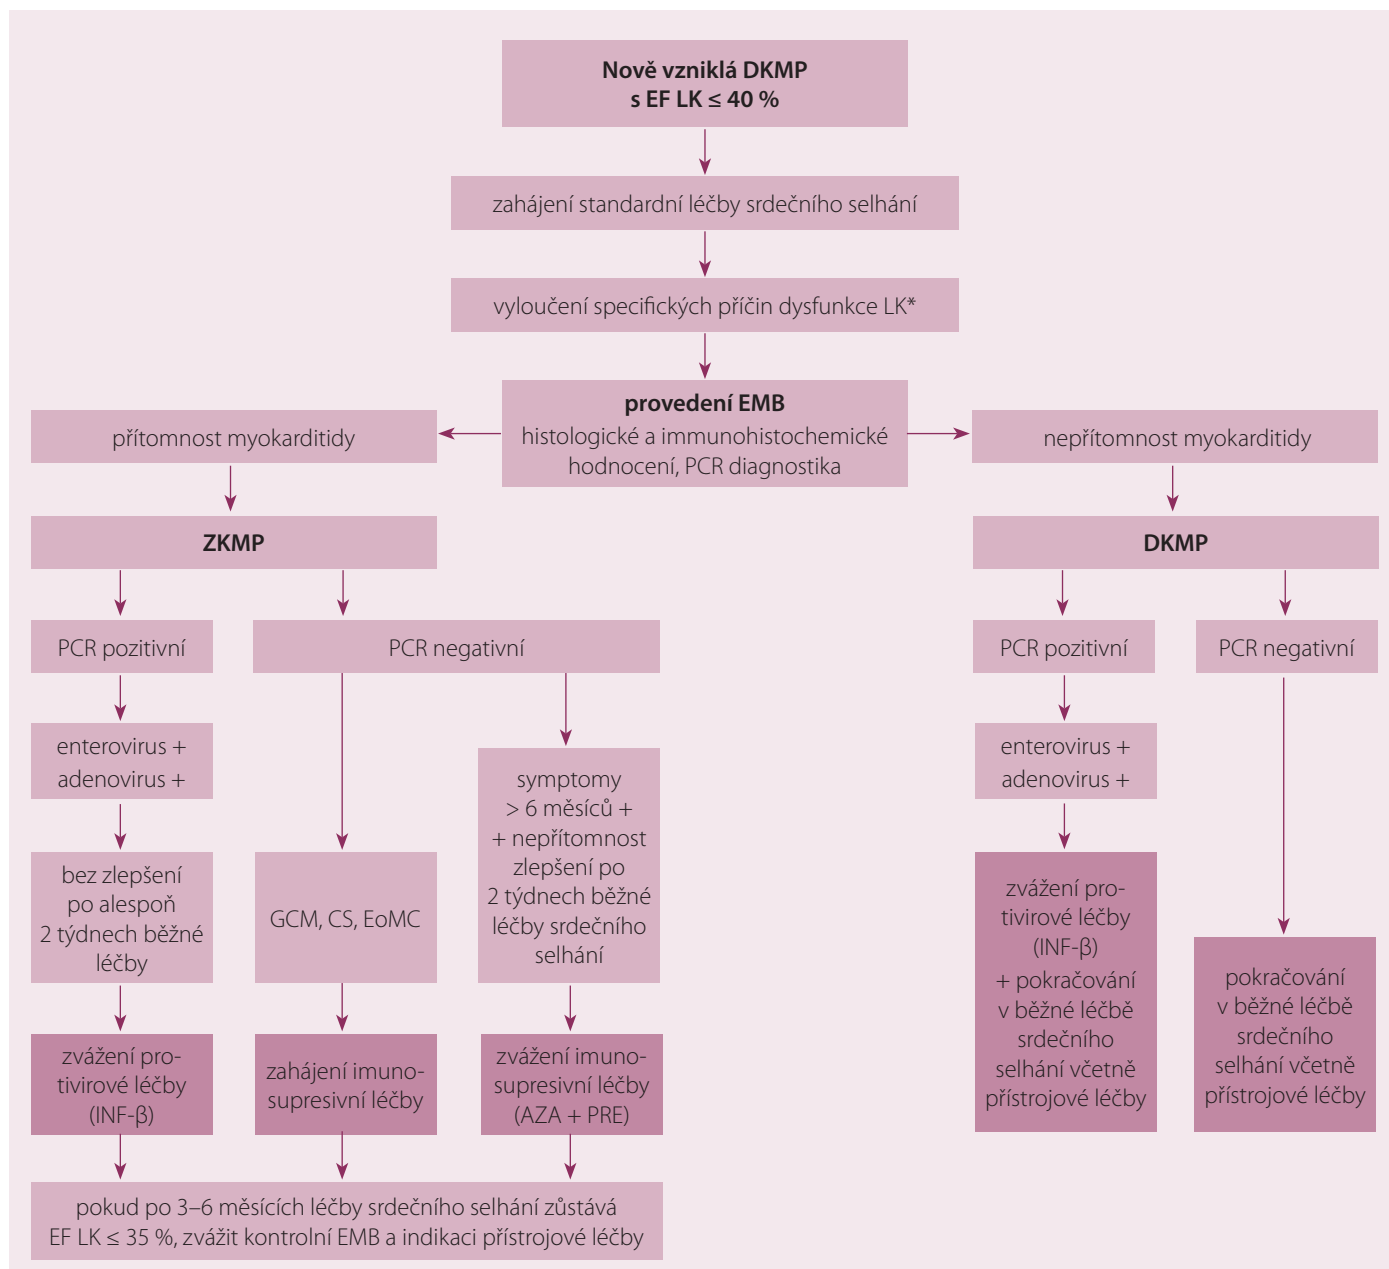 Nově vzniklá DKMP
s EF LK ≤ 40 %
zahájení standardní léčby srdečního selhání
vyloučení specifických příčin dysfunkce LK*
provedení EMB
histologické a immunohistochemické
hodnocení, PCR diagnostika
přítomnost myokarditidy
nepřítomnost myokarditidy
ZKMP
DKMP
PCR pozitivní
PCR negativní
PCR pozitivní
PCR negativní
enterovirus +
adenovirus +
bez zlepšení
po alespoň
2 týdnech běžné
léčby
GCM, CS, EoMC
symptomy
> 6 měsíců +
+ nepřítomnost
zlepšení po
2 týdnech běžné
léčby srdečního
selhání
enterovirus +
adenovirus +
zvážení pro-
tivirové léčby
(INF-β)
+ pokračování
v běžné léčbě
srdečního
selhání včetně
přístrojové léčby
pokračování
v běžné léčbě
srdečního
selhání včetně
přístrojové léčby
zvážení pro-
tivirové léčby
(INF-β)
zahájení imuno-
supresivní léčby
zvážení imuno-
supresivní léčby
(AZA + PRE)
pokud po 3–6 měsících léčby srdečního selhání zůstává
EF LK ≤ 35 %, zvážit kontrolní EMB a indikaci přístrojové léčby